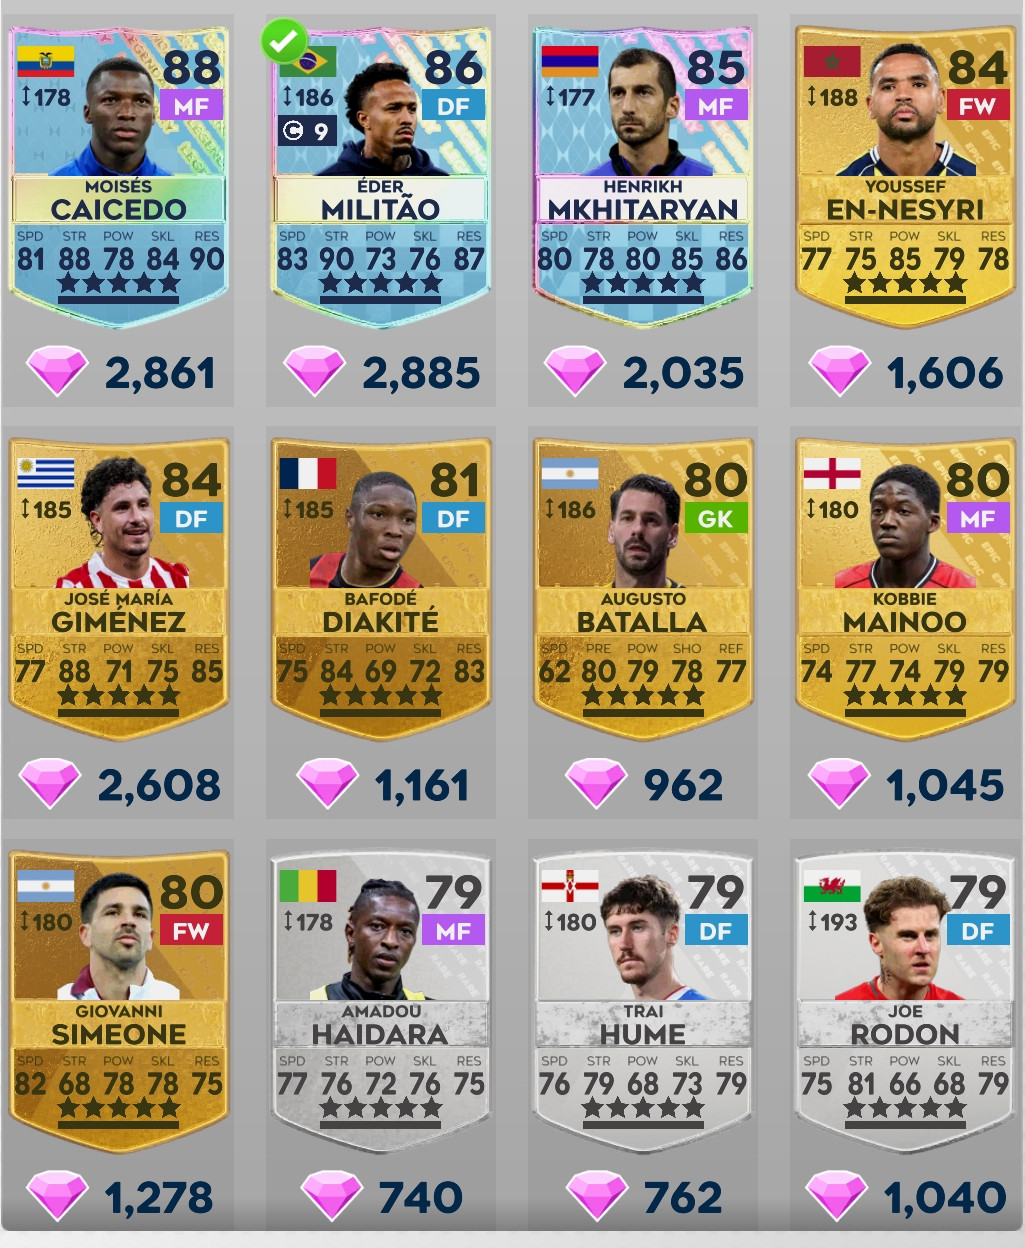 88
178
MF
MOISÉS
CAICEDO
SPD STR POW SKL RES
81 88 78 84 90
2,861
86
186
DF
C 9
ÉDER
MILITÃO
SPD STR POW SKL RES
83 90 73 76 87
2,885
85
177
MF
HENRIKH
MKHITARYAN
SPD STR POW SKL RES
80 78 80 85 86
2,035
84
188
FW
EPIC
YOUSSEF
EN-NESYRI
SPD STR POW SKL RES
77 75 85 79 78
1,606
84
185
DF
JOSÉ MARÍA
GIMÉNEZ
SPD STR POW SKL RES
77 88 71 75 85
2,608
81
185
DF
BAFODÉ
DIAKITÉ
SPD STR POW SKL RES
75 84 69 72 83
1,161
80
186
GK
EPIC
AUGUSTO
BATALLA
SPD PRE POW SHO REF
62 80 79 78 77
962
80
180
MF
EPIC
KOBBIE
MAINOO
SPD STR POW SKL RES
74 77 74 79 79
1,045
80
180
FW
GIOVANNI
SIMEONE
SPD STR POW SKL RES
82 68 78 78 75
1,278
79
178
MF
RARE
AMADOU
HAIDARA
SPD STR POW SKL RES
77 76 72 76 75
740
79
180
DF
RARE
TRAI
HUME
SPD STR POW SKL RES
76 79 68 73 79
762
79
193
DF
RARE
JOE
RODON
SPD STR POW SKL RES
75 81 66 68 79
1,040